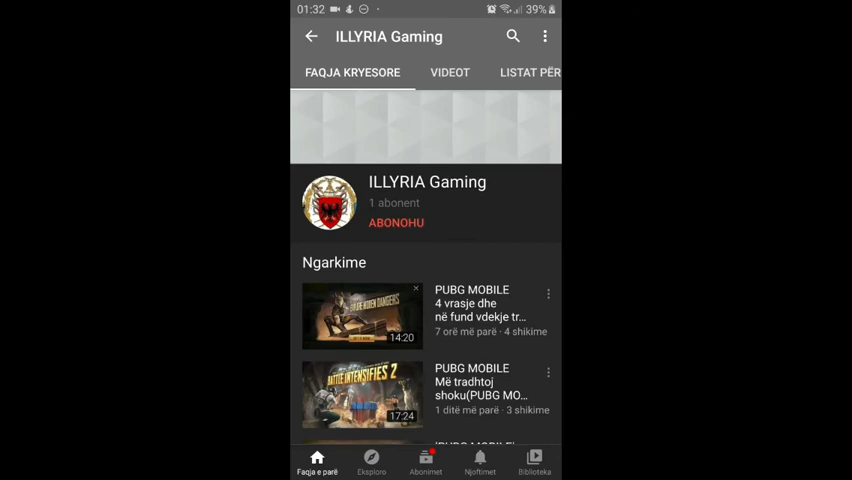 01:32
39%
ILLYRIA Gaming
FAQJA KRYESORE
VIDEOT
LISTAT PËR
ILLYRIA Gaming
1 abonent
ABONOHU
Ngarkime
14:20
PUBG MOBILE
4 vrasje dhe
në fund vdekje tr...
7 orë më parë · 4 shikime
BATTLE INTENSIFIES 2
17:24
PUBG MOBILE
Më tradhtoj
shoku(PUBG MO...
1 ditë më parë · 3 shikime
Faqja e parë
Eksploro
Abonimet
Njoftimet
Biblioteka